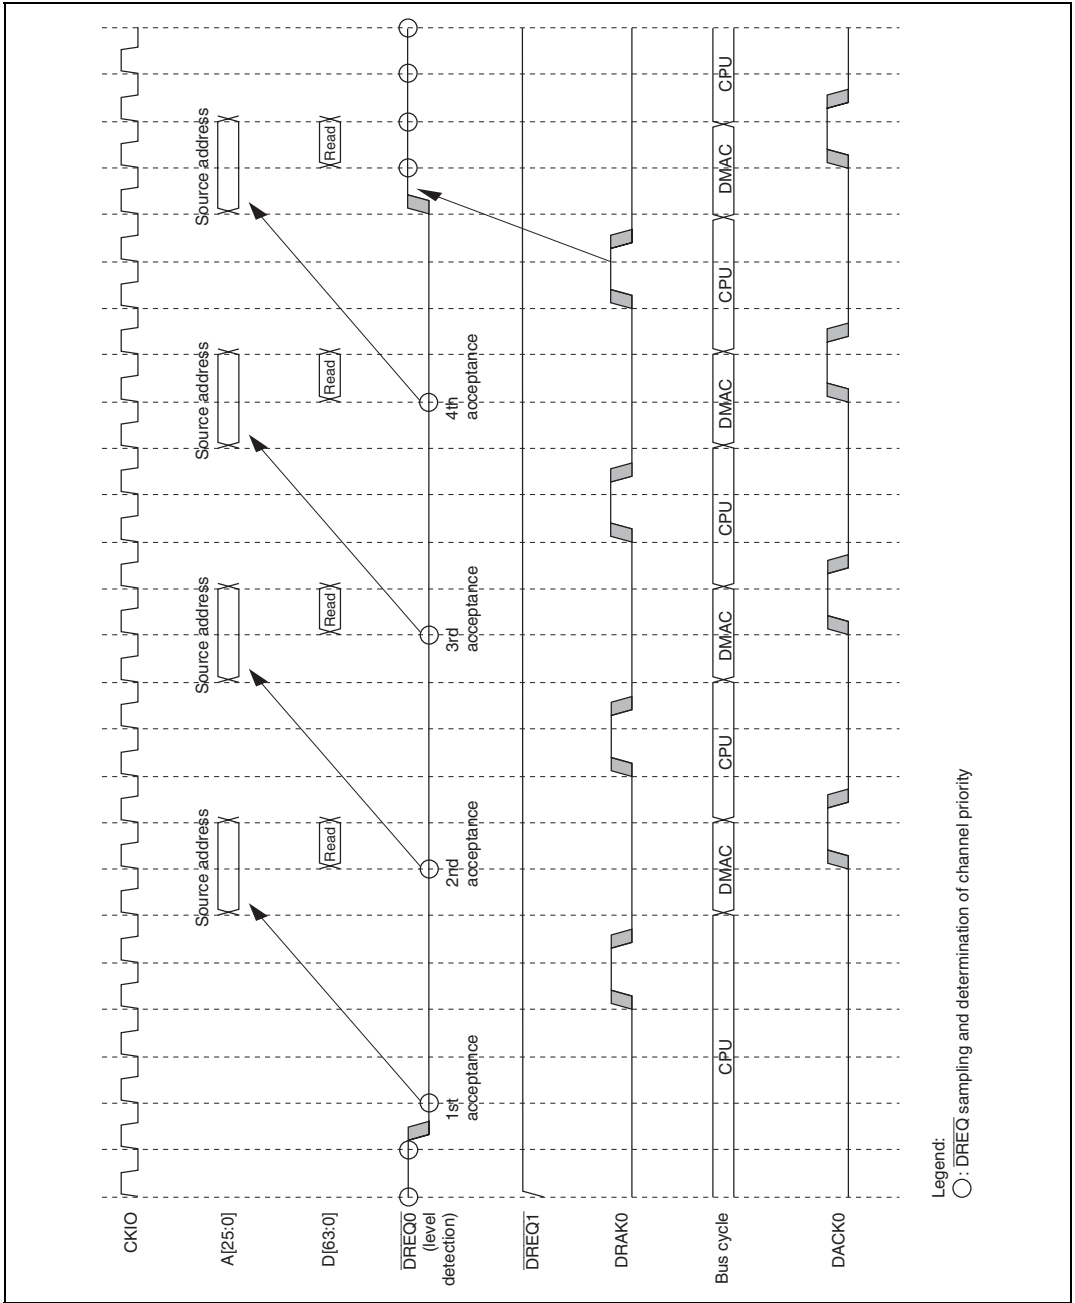 CKIO
A[25:0]
Source address
Source address
Source address
Source address
D[63:0]
Read
Read
Read
Read
DREQ0
(level
detection)
1st
acceptance
2nd
acceptance
3rd
acceptance
4th
acceptance
DREQ1
DRAK0
Bus cycle
CPU
DMAC
CPU
DMAC
CPU
DMAC
CPU
DMAC
CPU
DACK0
Legend:
○: DREQ sampling and determination of channel priority